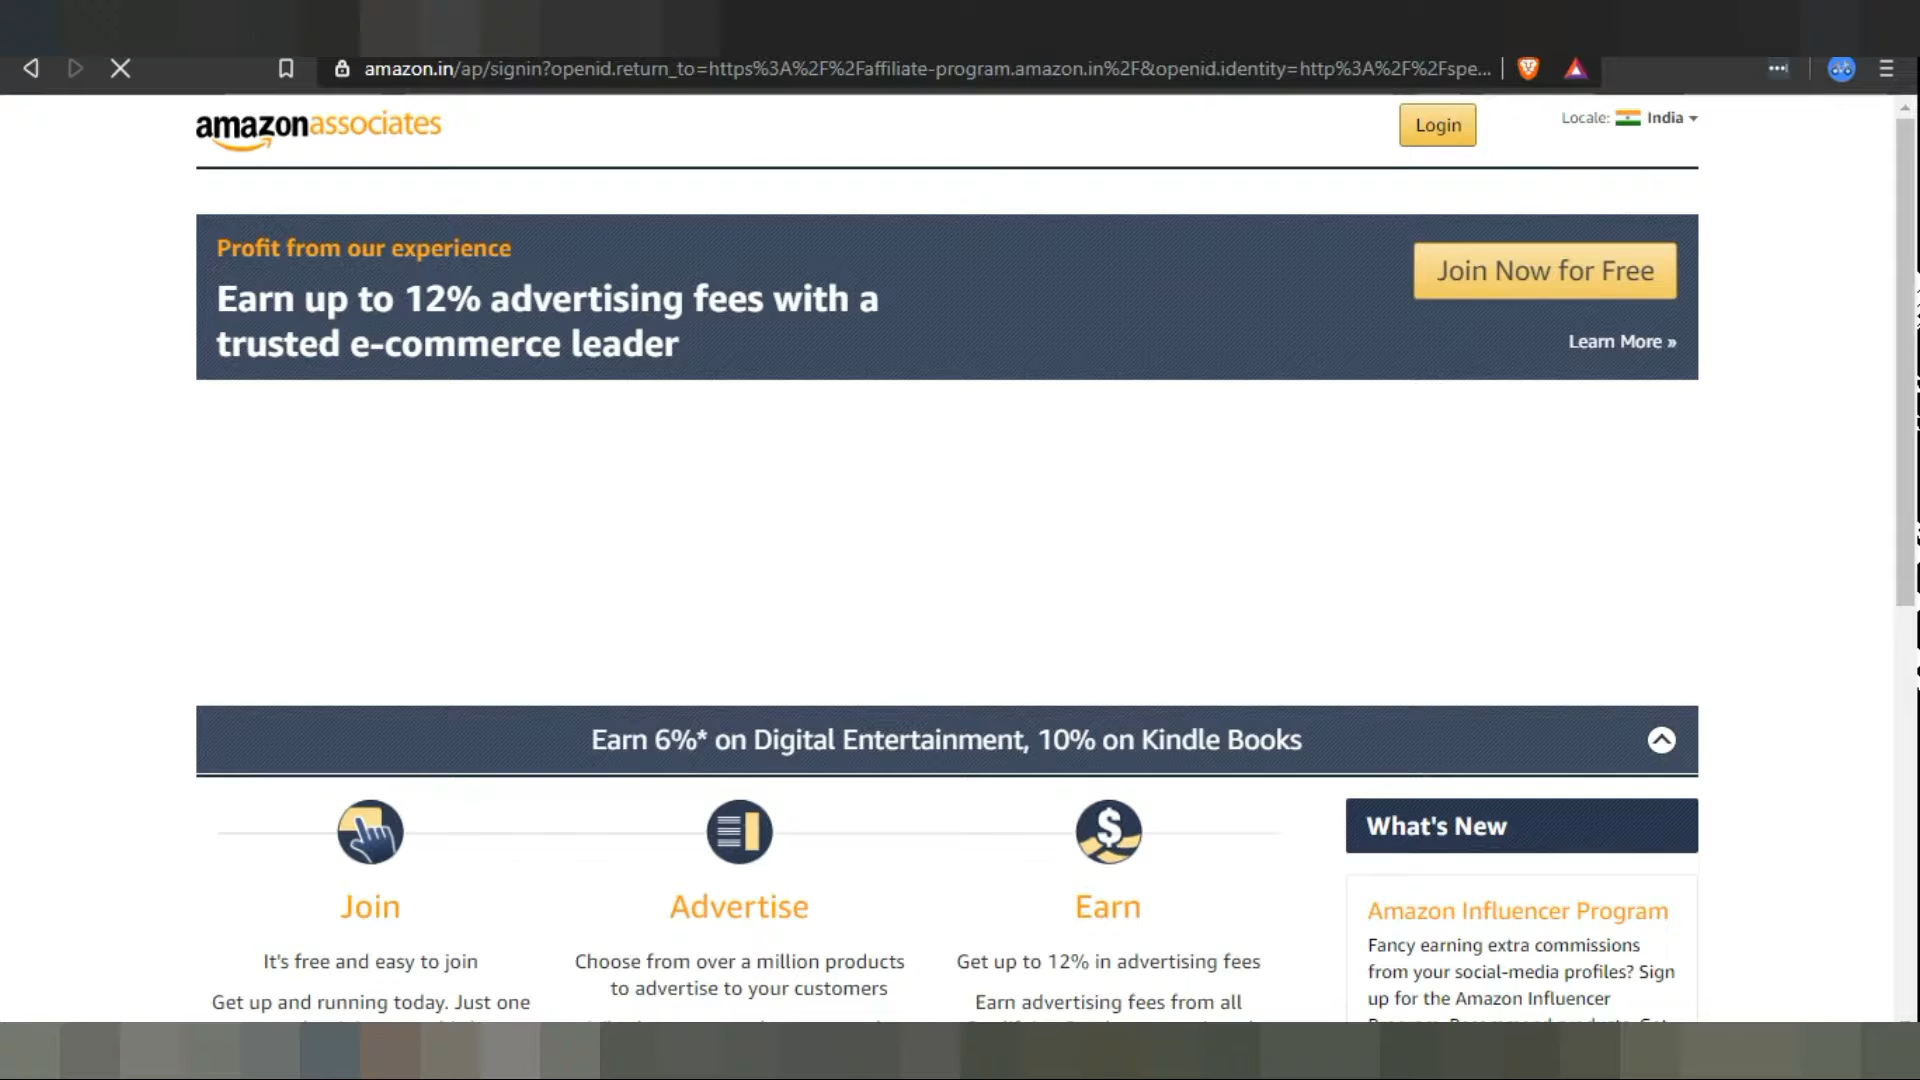 amazon.in/ap/signin?openid.return_to=https%3A%2F%2Faffiliate-program.amazon.in%2F&openid.identity=http%3A%2F%2Fspe...
amazonassociates
Login
Locale: India
Profit from our experience
Earn up to 12% advertising fees with a
trusted e-commerce leader
Join Now for Free
Learn More »
Earn 6%* on Digital Entertainment, 10% on Kindle Books
Join
It's free and easy to join
Get up and running today. Just one
Advertise
Choose from over a million products
to advertise to your customers
Earn
Get up to 12% in advertising fees
Earn advertising fees from all
What's New
Amazon Influencer Program
Fancy earning extra commissions
from your social-media profiles? Sign
up for the Amazon Influencer